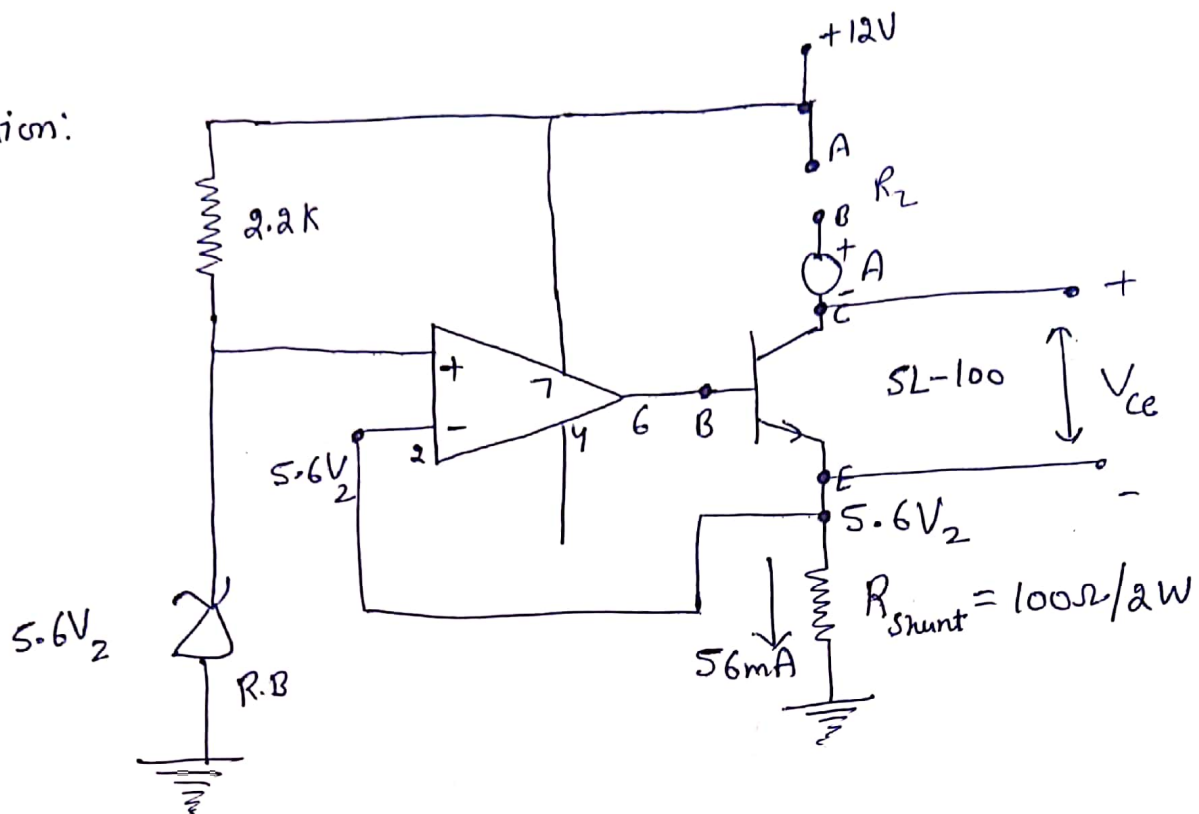 ion:
+12V
A
R2
B
+
A
-
C
2.2K
+
7
-
2
4
6
B
SL-100
+
Vce
-
E
5.6V2
5.6V2
Rshunt = 100Ω/2W
56mA
5.6V2
R.B